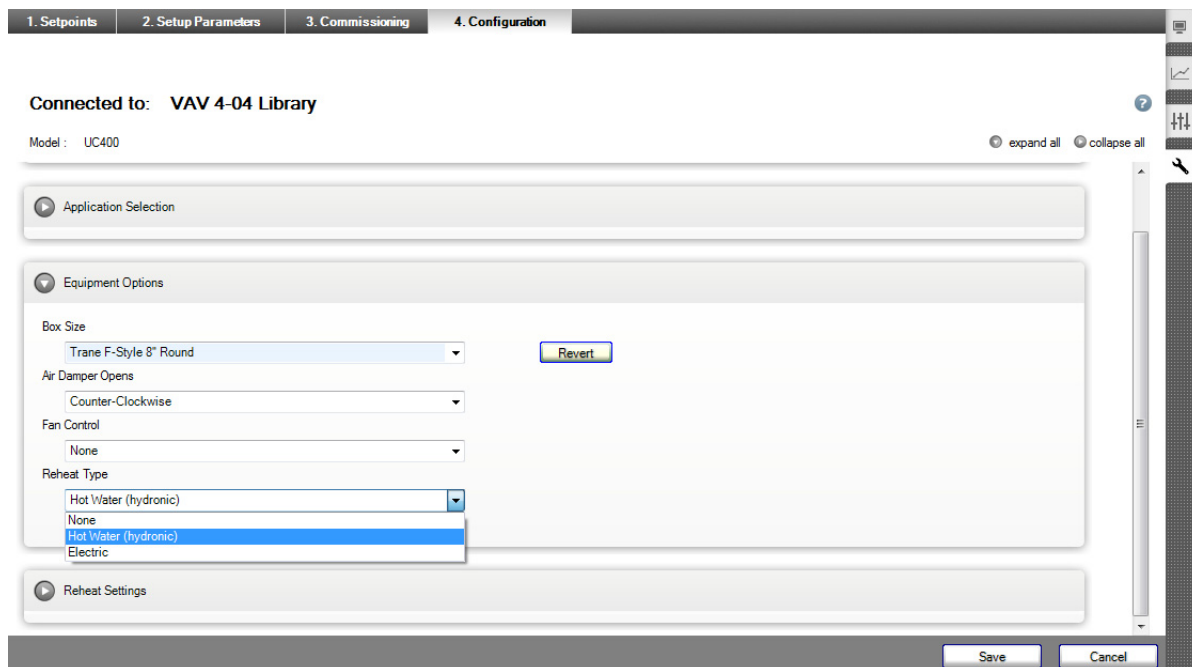 1. Setpoints 2. Setup Parameters 3. Commissioning 4. Configuration
Connected to: VAV 4-04 Library
?
Model : UC400
expand all collapse all
Application Selection
Equipment Options
Box Size
Trane F-Style 8" Round
Revert
Air Damper Opens
Counter-Clockwise
Fan Control
None
Reheat Type
Hot Water (hydronic)
None
Hot Water (hydronic)
Electric
Reheat Settings
Save Cancel